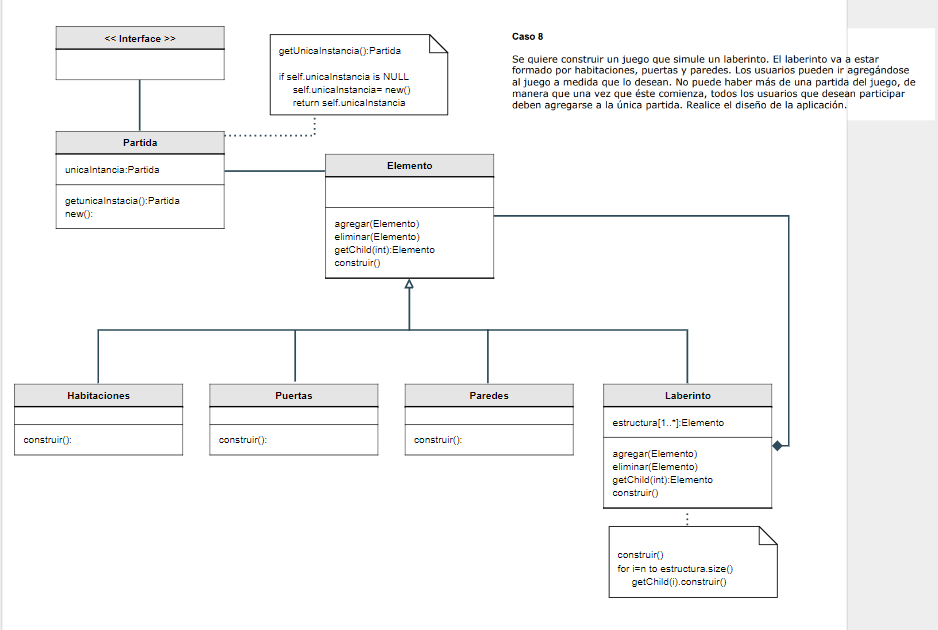 << Interface >>
getUnicaInstancia():Partida
if self.unicaInstancia is NULL
self.unicaInstancia= new()
return self.unicaInstancia
Caso 8
Se quiere construir un juego que simule un laberinto. El laberinto va a estar
formado por habitaciones, puertas y paredes. Los usuarios pueden ir agregándose
al juego a medida que lo desean. No puede haber más de una partida del juego, de
manera que una vez que éste comienza, todos los usuarios que desean participar
deben agregarse a la única partida. Realice el diseño de la aplicación.
Partida
unicaIntancia:Partida
getunicaInstacia():Partida
new():
Elemento
agregar(Elemento)
eliminar(Elemento)
getChild(int):Elemento
construir()
Habitaciones
construir():
Puertas
construir():
Paredes
construir():
Laberinto
estructura[1..*]:Elemento
agregar(Elemento)
eliminar(Elemento)
getChild(int):Elemento
construir()
construir()
for i=n to estructura.size()
getChild(i).construir()